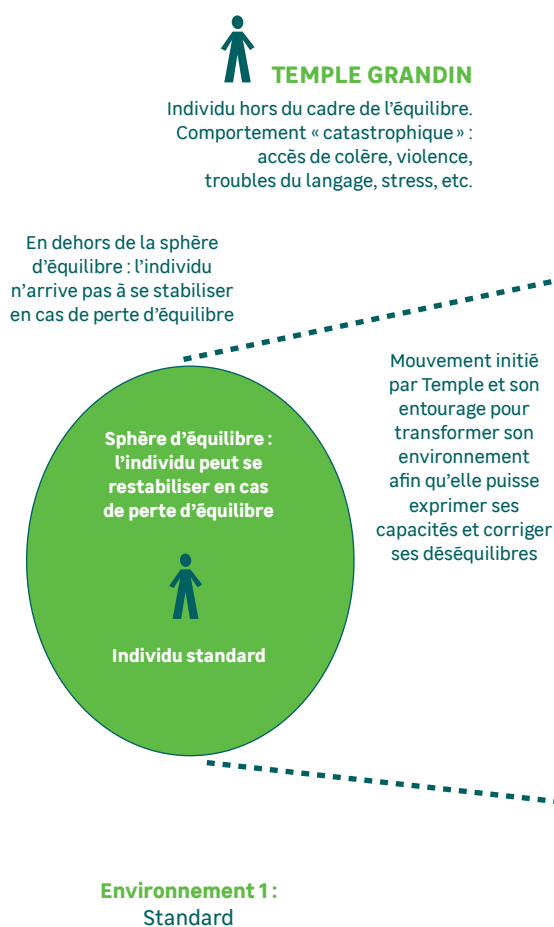 TEMPLE GRANDIN
Individu hors du cadre de l’équilibre.
Comportement « catastrophique » :
accès de colère, violence,
troubles du langage, stress, etc.
En dehors de la sphère
d’équilibre : l’individu
n’arrive pas à se stabiliser
en cas de perte d’équilibre
Mouvement initié
par Temple et son
entourage pour
transformer son
environnement
afin qu’elle puisse
exprimer ses
capacités et corriger
ses déséquilibres
Sphère d’équilibre :
l’individu peut se
restabiliser en cas
de perte d’équilibre
Individu standard
Environnement 1 :
Standard